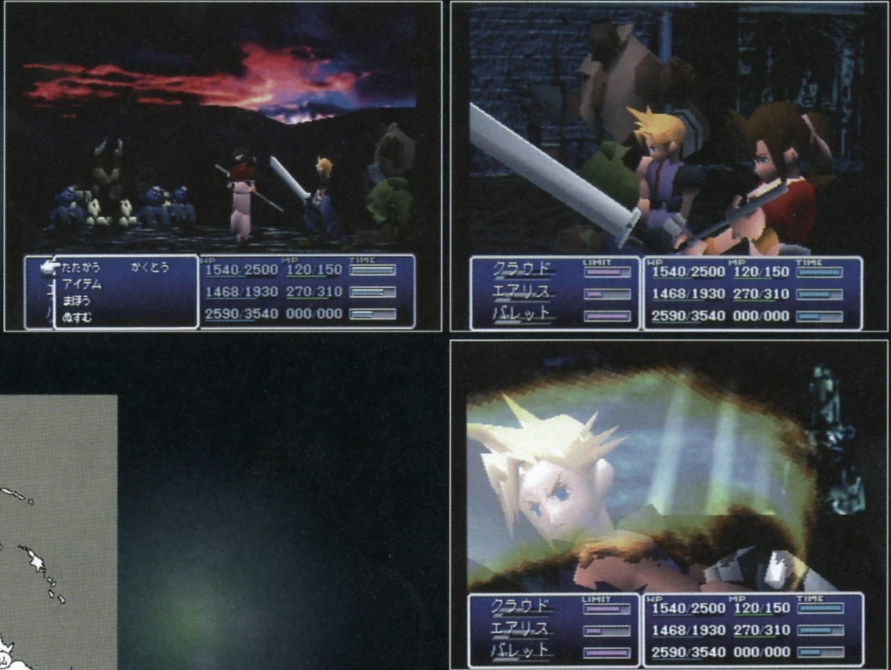 HP MP TIME
たたかう かくとう
アイテム
まほう
ぬすむ
1540/2500 120/150
1468/1930 270/310
2590/3540 000/000
LIMIT HP MP TIME
クラウド 1540/2500 120/150
エアリス 1468/1930 270/310
バレット 2590/3540 000/000
LIMIT HP MP TIME
クラウド 1540/2500 120/150
エアリス 1468/1930 270/310
バレット 2590/3540 000/000